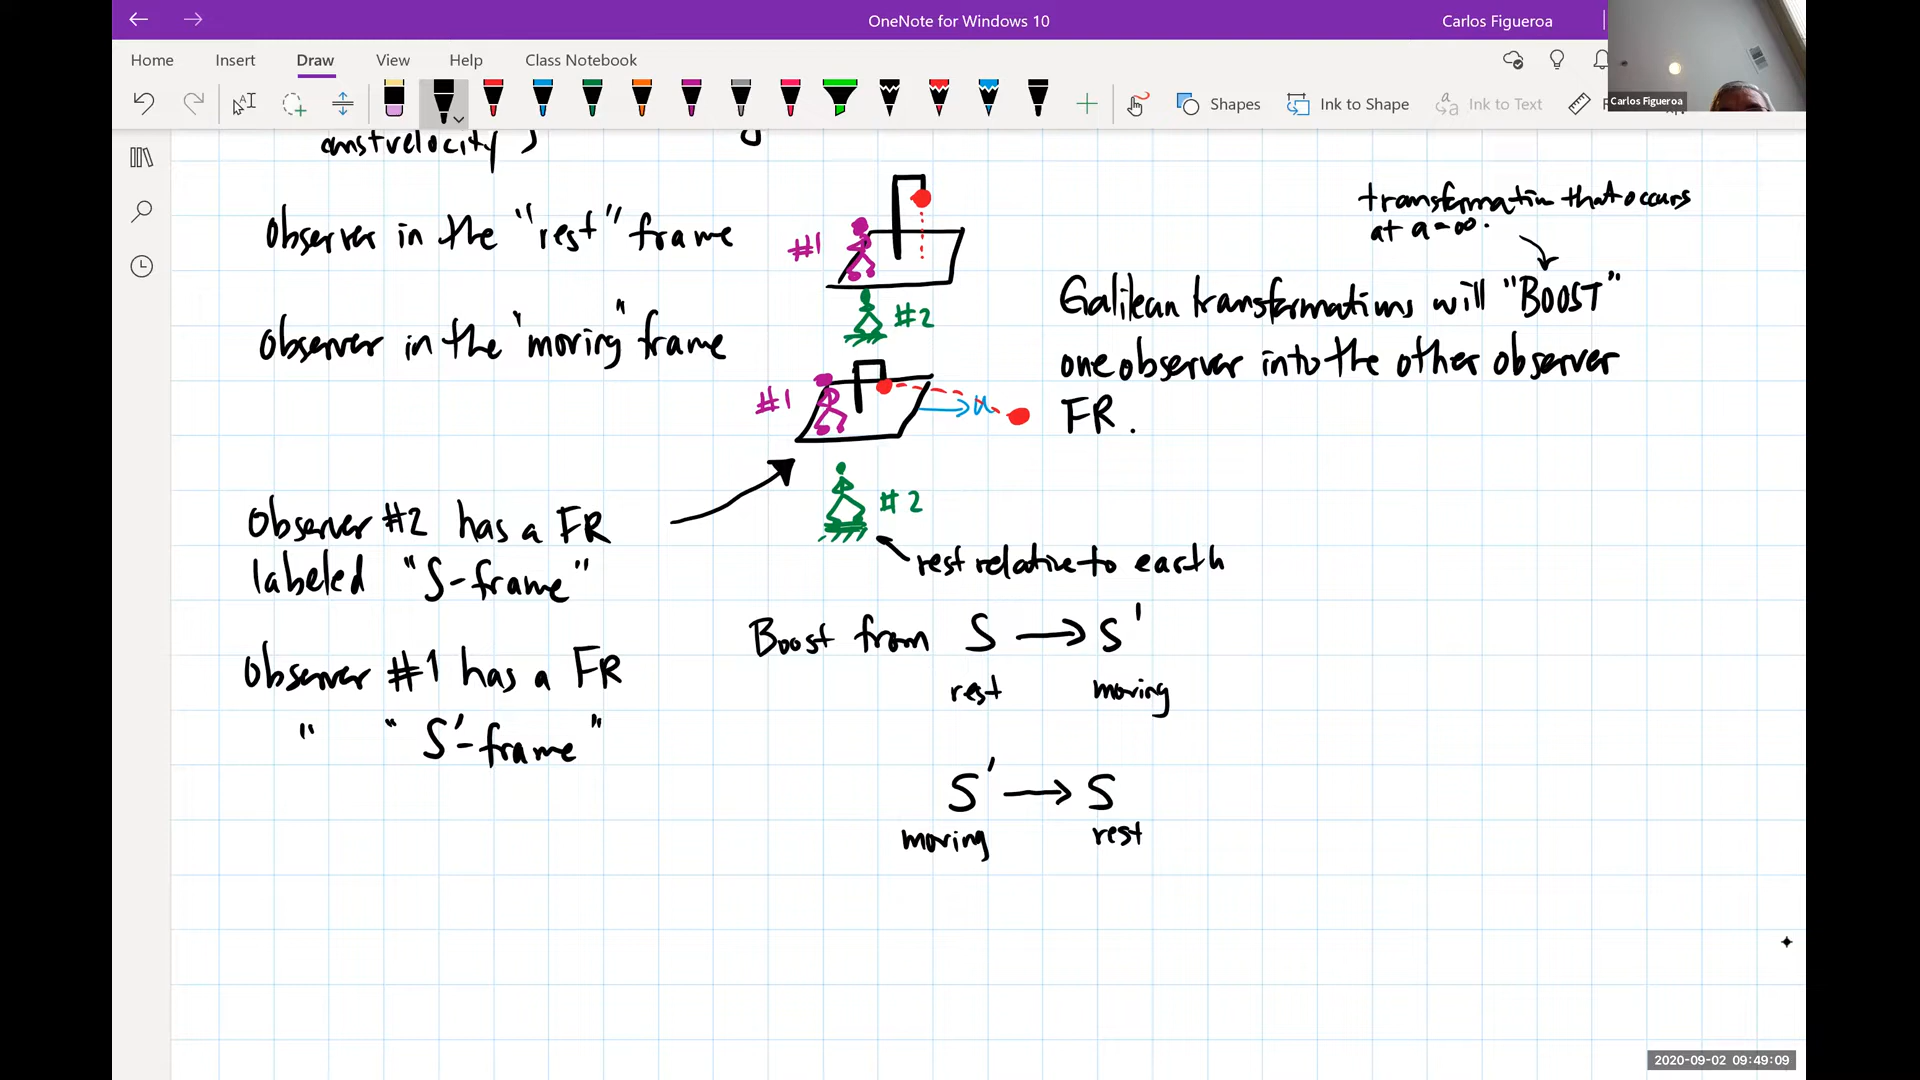 OneNote for Windows 10
Carlos Figueroa
Home Insert Draw View Help Class Notebook
Shapes Ink to Shape Ink to Text
Carlos Figueroa
const velocity
observer in the "rest" frame
#1
#2
transformation that occurs
at a=∞.
Galilean transformations will "BOOST"
one observer into the other observer
FR.
observer in the "moving" frame
#1
u
#2
rest relative to earth
Observer #2 has a FR
labeled "S-frame"
Observer #1 has a FR
" "S'-frame"
Boost from S → S'
rest moving
S' → S
moving rest
2020-09-02 09:49:09